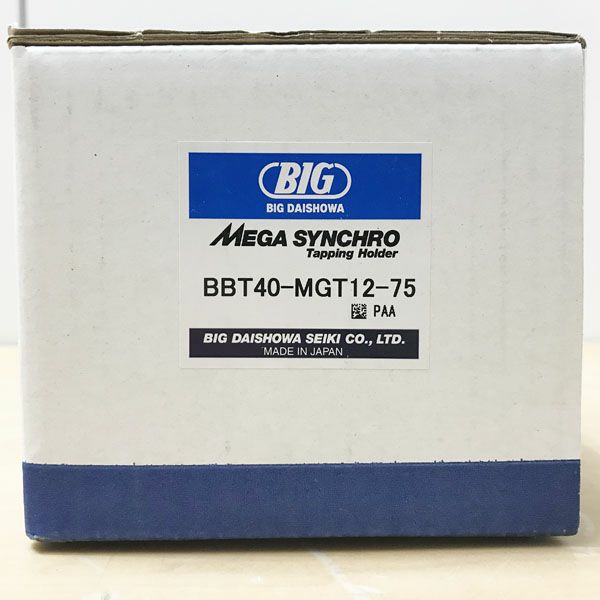 BIG
BIG DAISHOWA
MEGA SYNCHRO
Tapping Holder
BBT40-MGT12-75
PAA
BIG DAISHOWA SEIKI CO., LTD.
MADE IN JAPAN